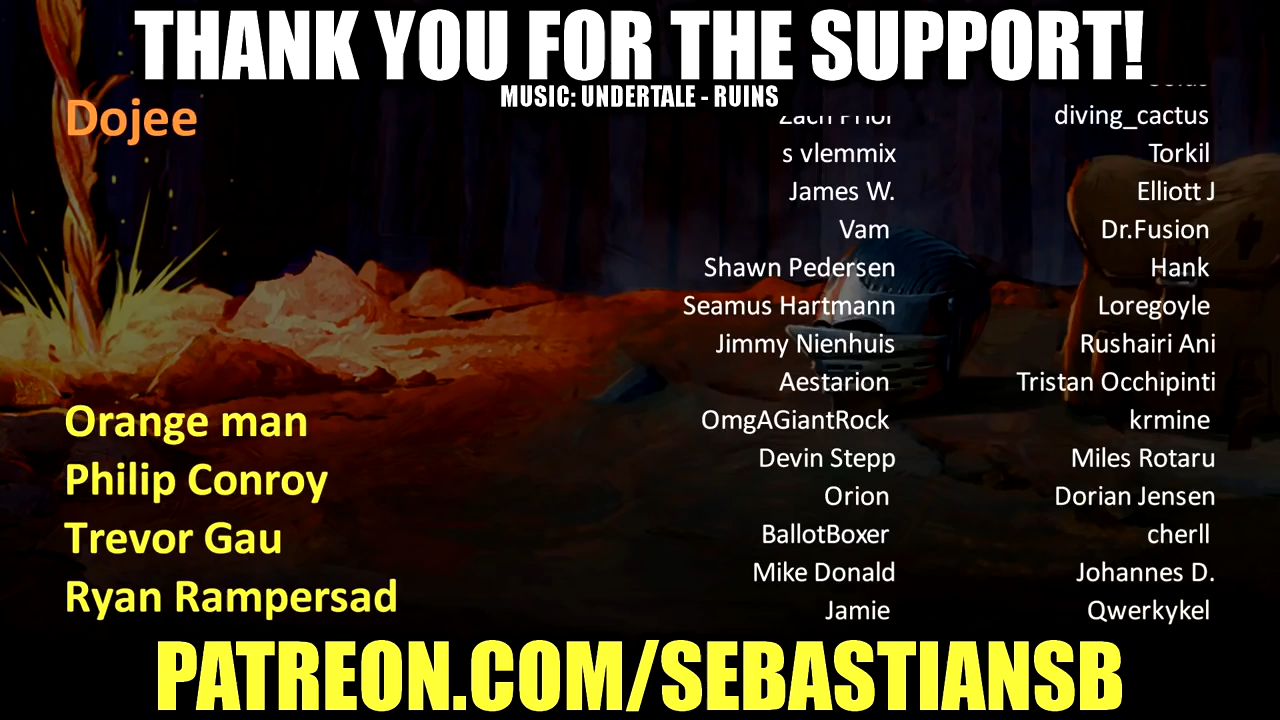 THANK YOU FOR THE SUPPORT!
MUSIC: UNDERTALE - RUINS
Dojee
Orange man
Philip Conroy
Trevor Gau
Ryan Rampersad
Zach Prior
s vlemmix
James W.
Vam
Shawn Pedersen
Seamus Hartmann
Jimmy Nienhuis
Aestarion
OmgAGiantRock
Devin Stepp
Orion
BallotBoxer
Mike Donald
Jamie
diving_cactus
Torkil
Elliott J
Dr.Fusion
Hank
Loregoyle
Rushairi Ani
Tristan Occhipinti
krmine
Miles Rotaru
Dorian Jensen
cherll
Johannes D.
Qwerkykel
PATREON.COM/SEBASTIANSB